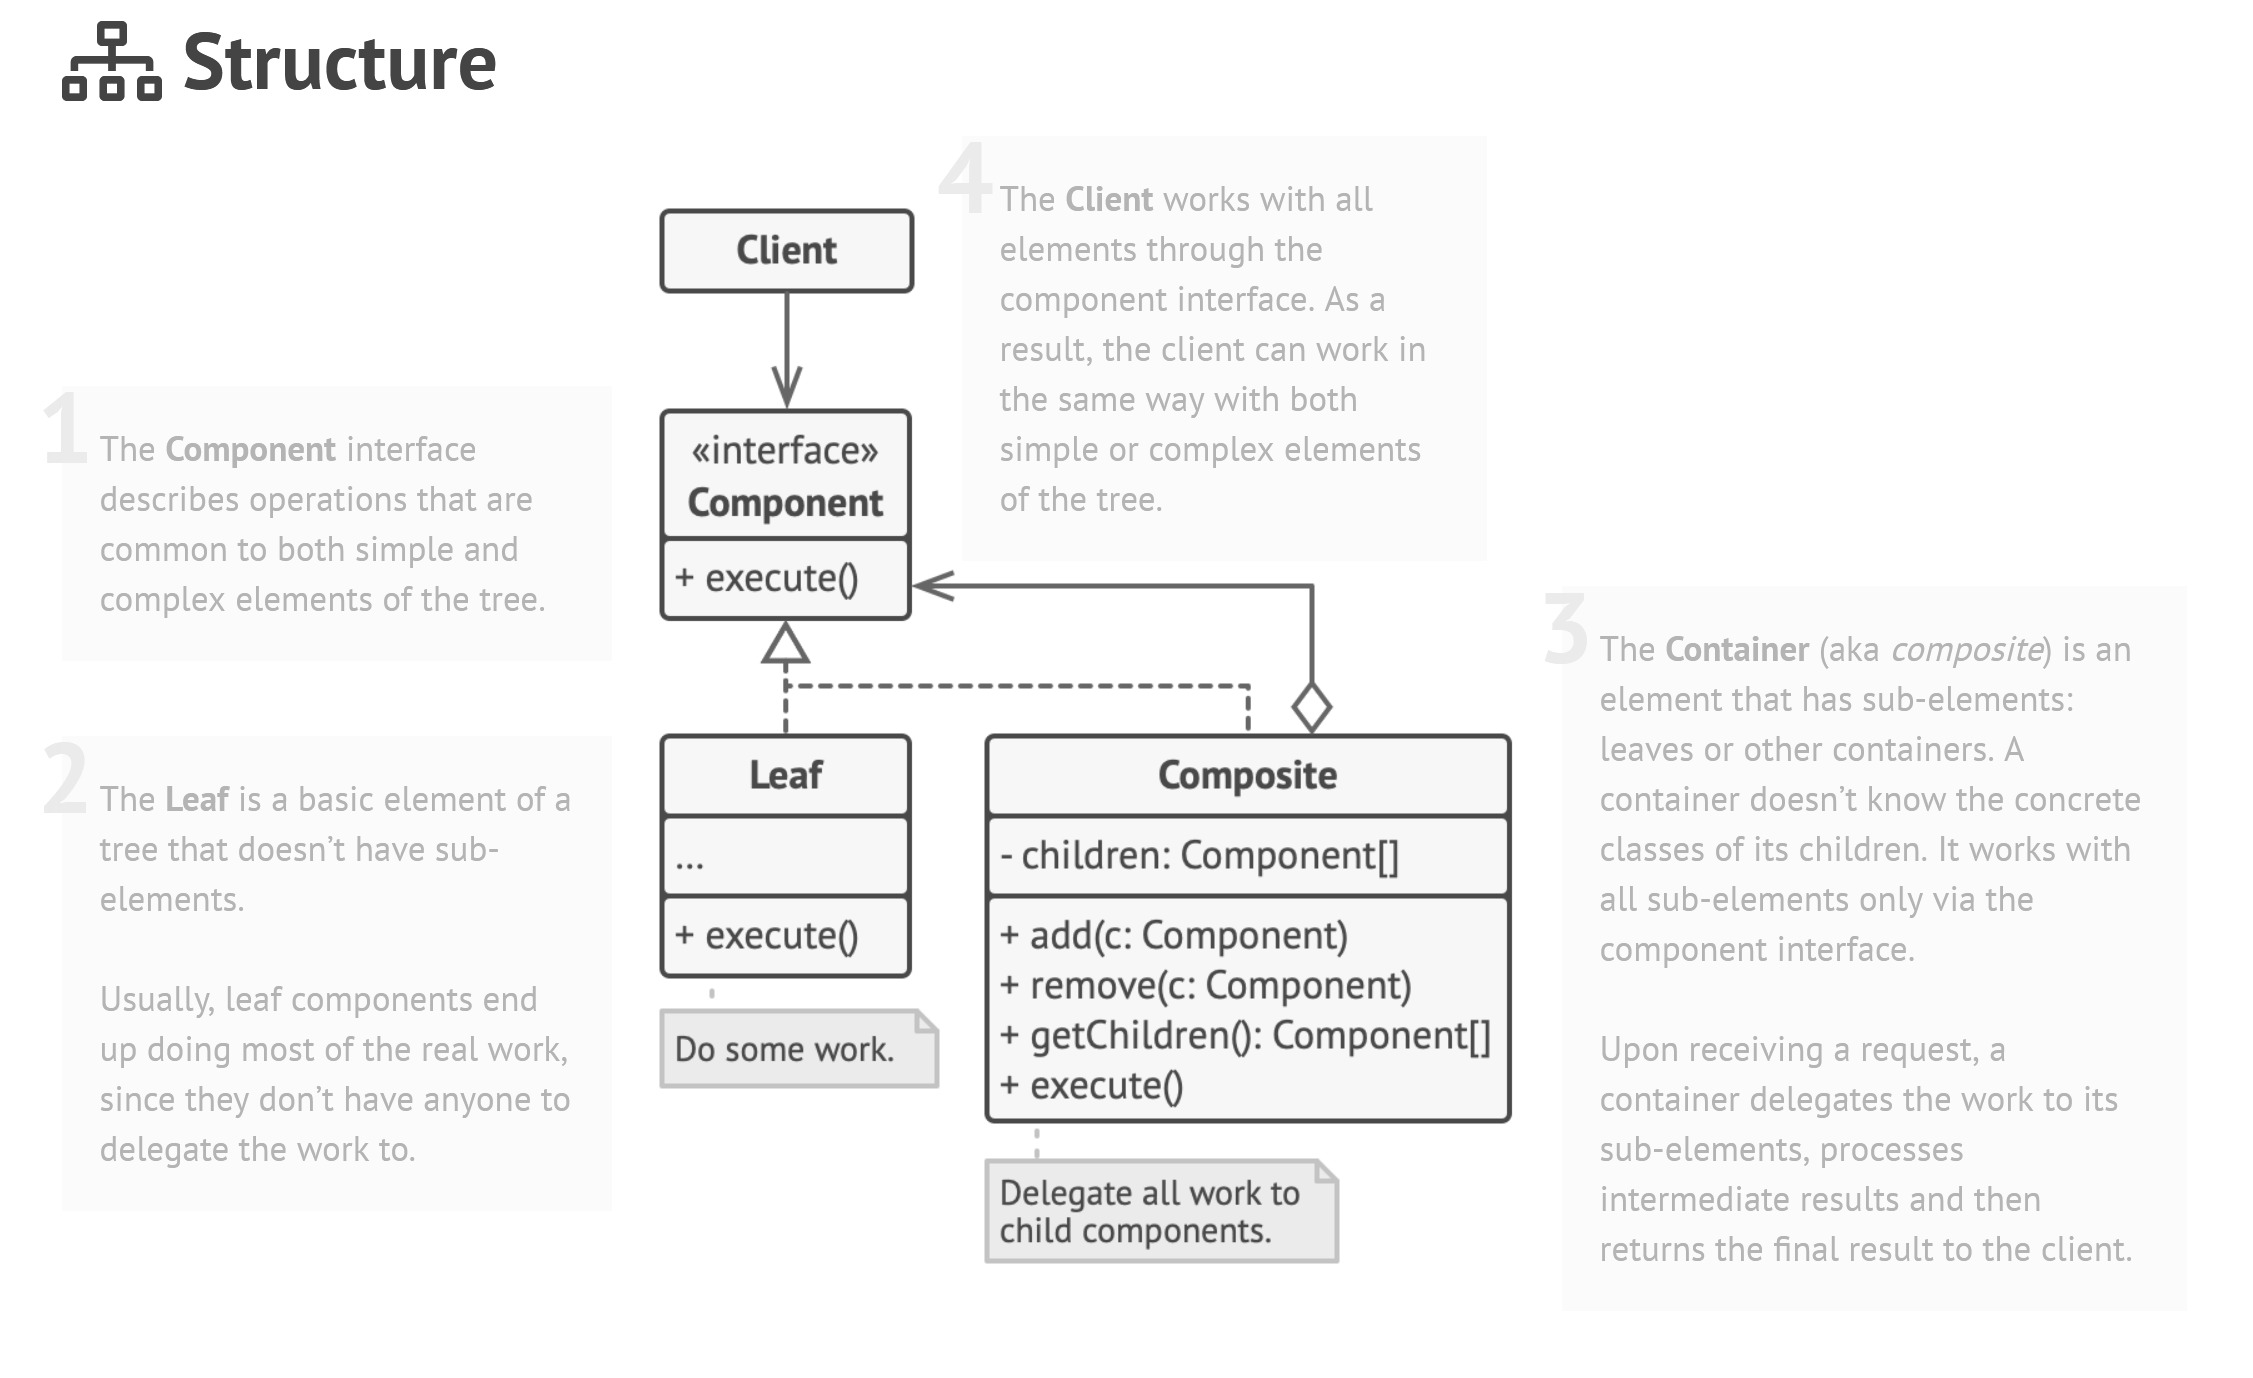 Structure
4
The Client works with all
elements through the
component interface. As a
result, the client can work in
the same way with both
simple or complex elements
of the tree.
Client
1
The Component interface
describes operations that are
common to both simple and
complex elements of the tree.
«interface»
Component
+ execute()
2
The Leaf is a basic element of a
tree that doesn’t have sub-
elements.
Usually, leaf components end
up doing most of the real work,
since they don’t have anyone to
delegate the work to.
Leaf
...
+ execute()
Do some work.
Composite
- children: Component[]
+ add(c: Component)
+ remove(c: Component)
+ getChildren(): Component[]
+ execute()
Delegate all work to
child components.
3
The Container (aka composite) is an
element that has sub-elements:
leaves or other containers. A
container doesn’t know the concrete
classes of its children. It works with
all sub-elements only via the
component interface.
Upon receiving a request, a
container delegates the work to its
sub-elements, processes
intermediate results and then
returns the final result to the client.